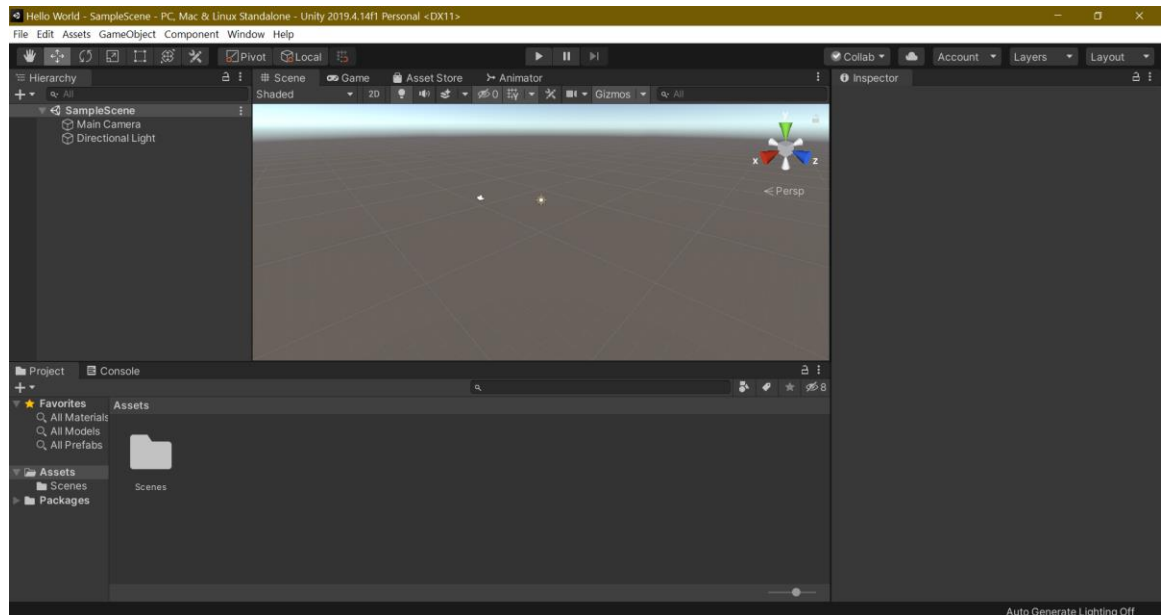 Hello World - SampleScene - PC, Mac & Linux Standalone - Unity 2019.4.14f1 Personal <DX11>
File Edit Assets GameObject Component Window Help
Pivot Local Collab Account Layers Layout
Hierarchy Scene Game Asset Store Animator Inspector
All Shaded 2D 0 Gizmos All
SampleScene
Main Camera
Directional Light
y
x z
Persp
Project Console
8
Favorites Assets
All Materials
All Models
All Prefabs
Assets
Scenes Scenes
Packages
Auto Generate Lighting Off